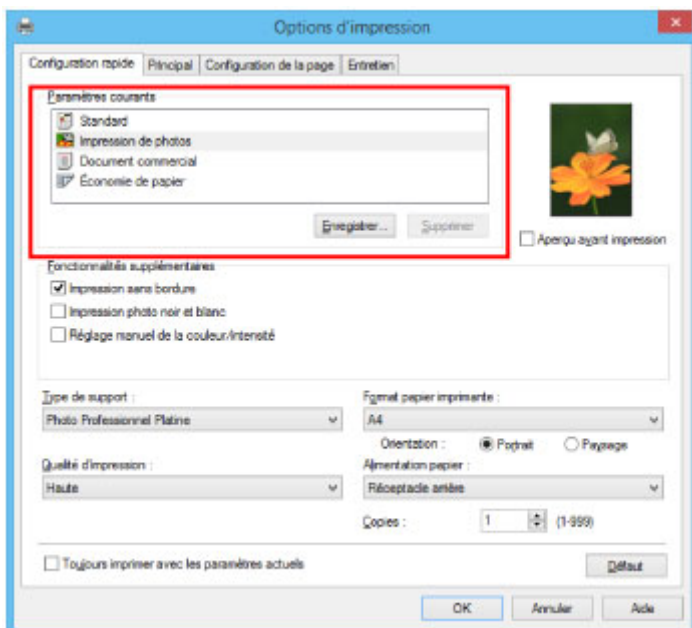 Options d'impression
Configuration rapide Principal Configuration de la page Entretien
Paramètres courants
Standard
Impression de photos
Document commercial
Économie de papier
Enregistrer... Supprimer
Aperçu avant impression
Fonctionnalités supplémentaires
Impression sans bordure
Impression photo noir et blanc
Réglage manuel de la couleur/intensité
Type de support : Format papier imprimante :
Photo Professionnel Platine A4
Orientation : Portrait Paysage
Qualité d'impression : Alimentation papier :
Haute Réceptacle arrière
Copies : 1 (1-999)
Toujours imprimer avec les paramètres actuels Défaut
OK Annuler Aide